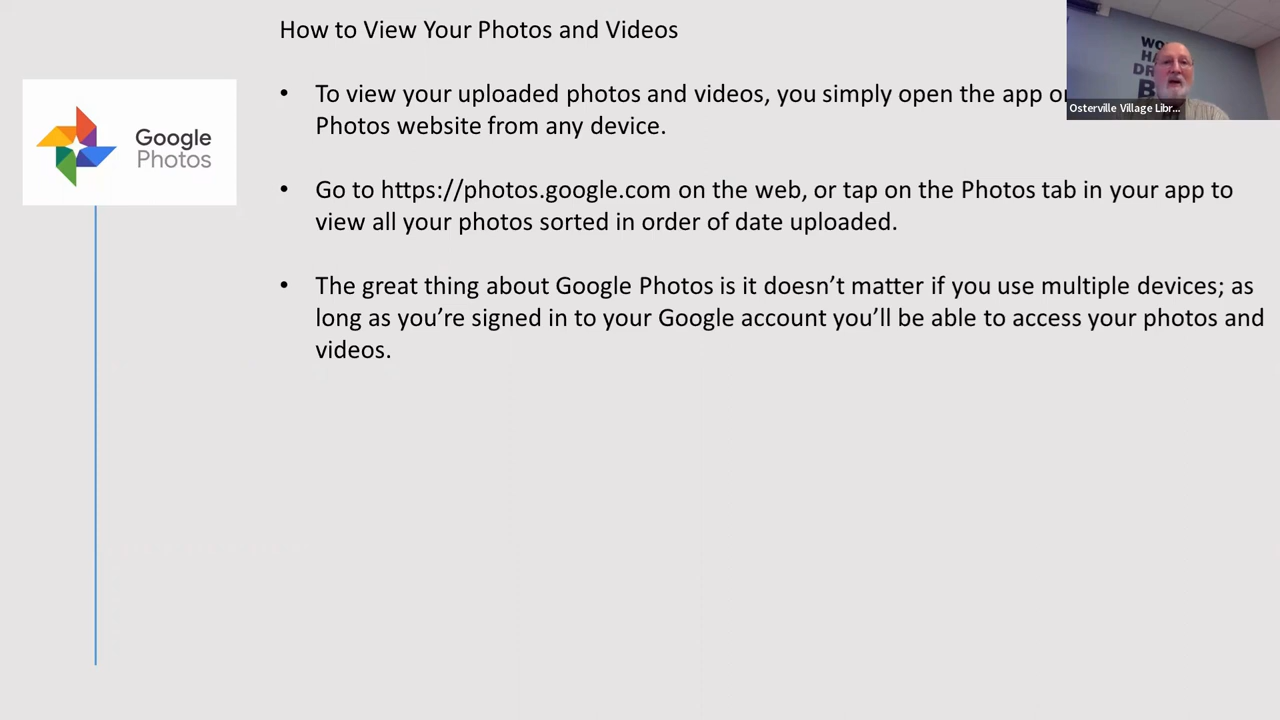 How to View Your Photos and Videos
• To view your uploaded photos and videos, you simply open the app
Photos website from any device.
• Go to https://photos.google.com on the web, or tap on the Photos tab in your app to
view all your photos sorted in order of date uploaded.
• The great thing about Google Photos is it doesn’t matter if you use multiple devices; as
long as you’re signed in to your Google account you’ll be able to access your photos and
videos.
Google
Photos
Osterville Village Libr...